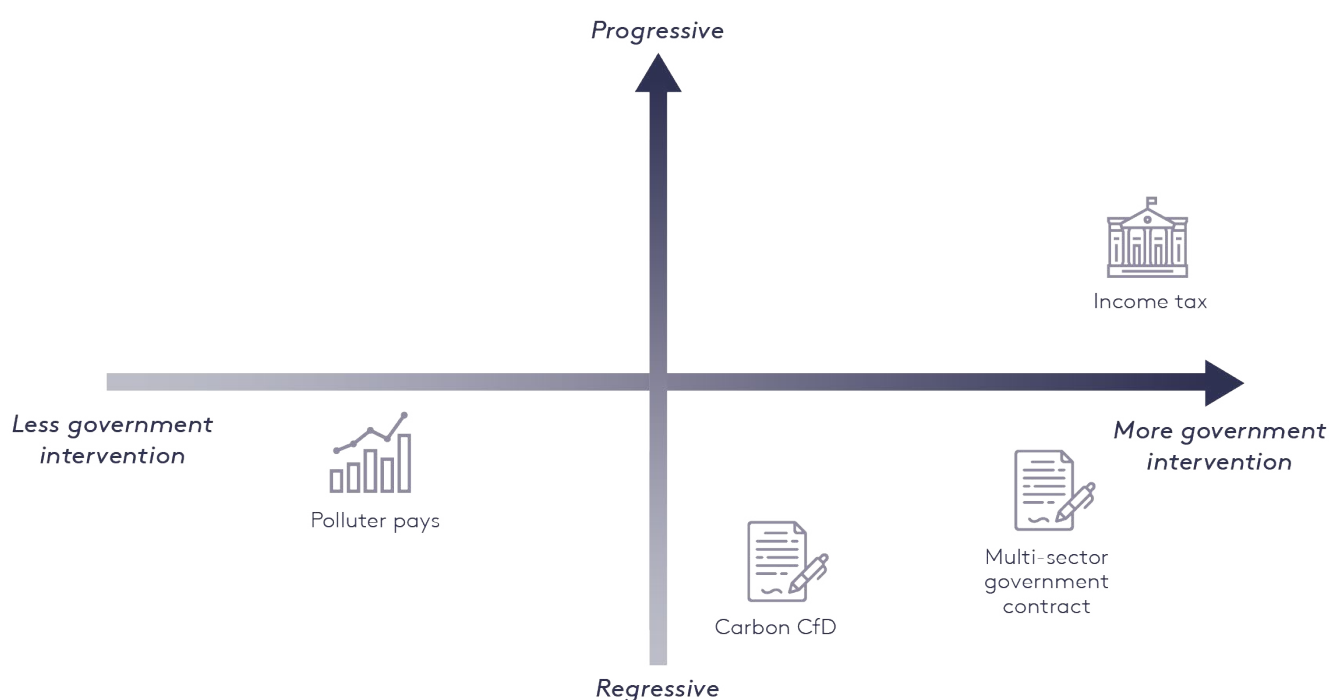 Progressive
Income tax
Less government
intervention
More government
intervention
Polluter pays
Multi-sector
government
contract
Carbon CfD
Regressive